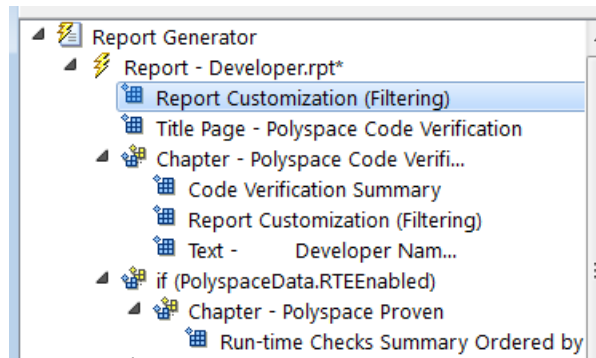 Report Generator
Report - Developer.rpt*
Report Customization (Filtering)
Title Page - Polyspace Code Verification
Chapter - Polyspace Code Verifi...
Code Verification Summary
Report Customization (Filtering)
Text - Developer Nam...
if (PolyspaceData.RTEEnabled)
Chapter - Polyspace Proven
Run-time Checks Summary Ordered by